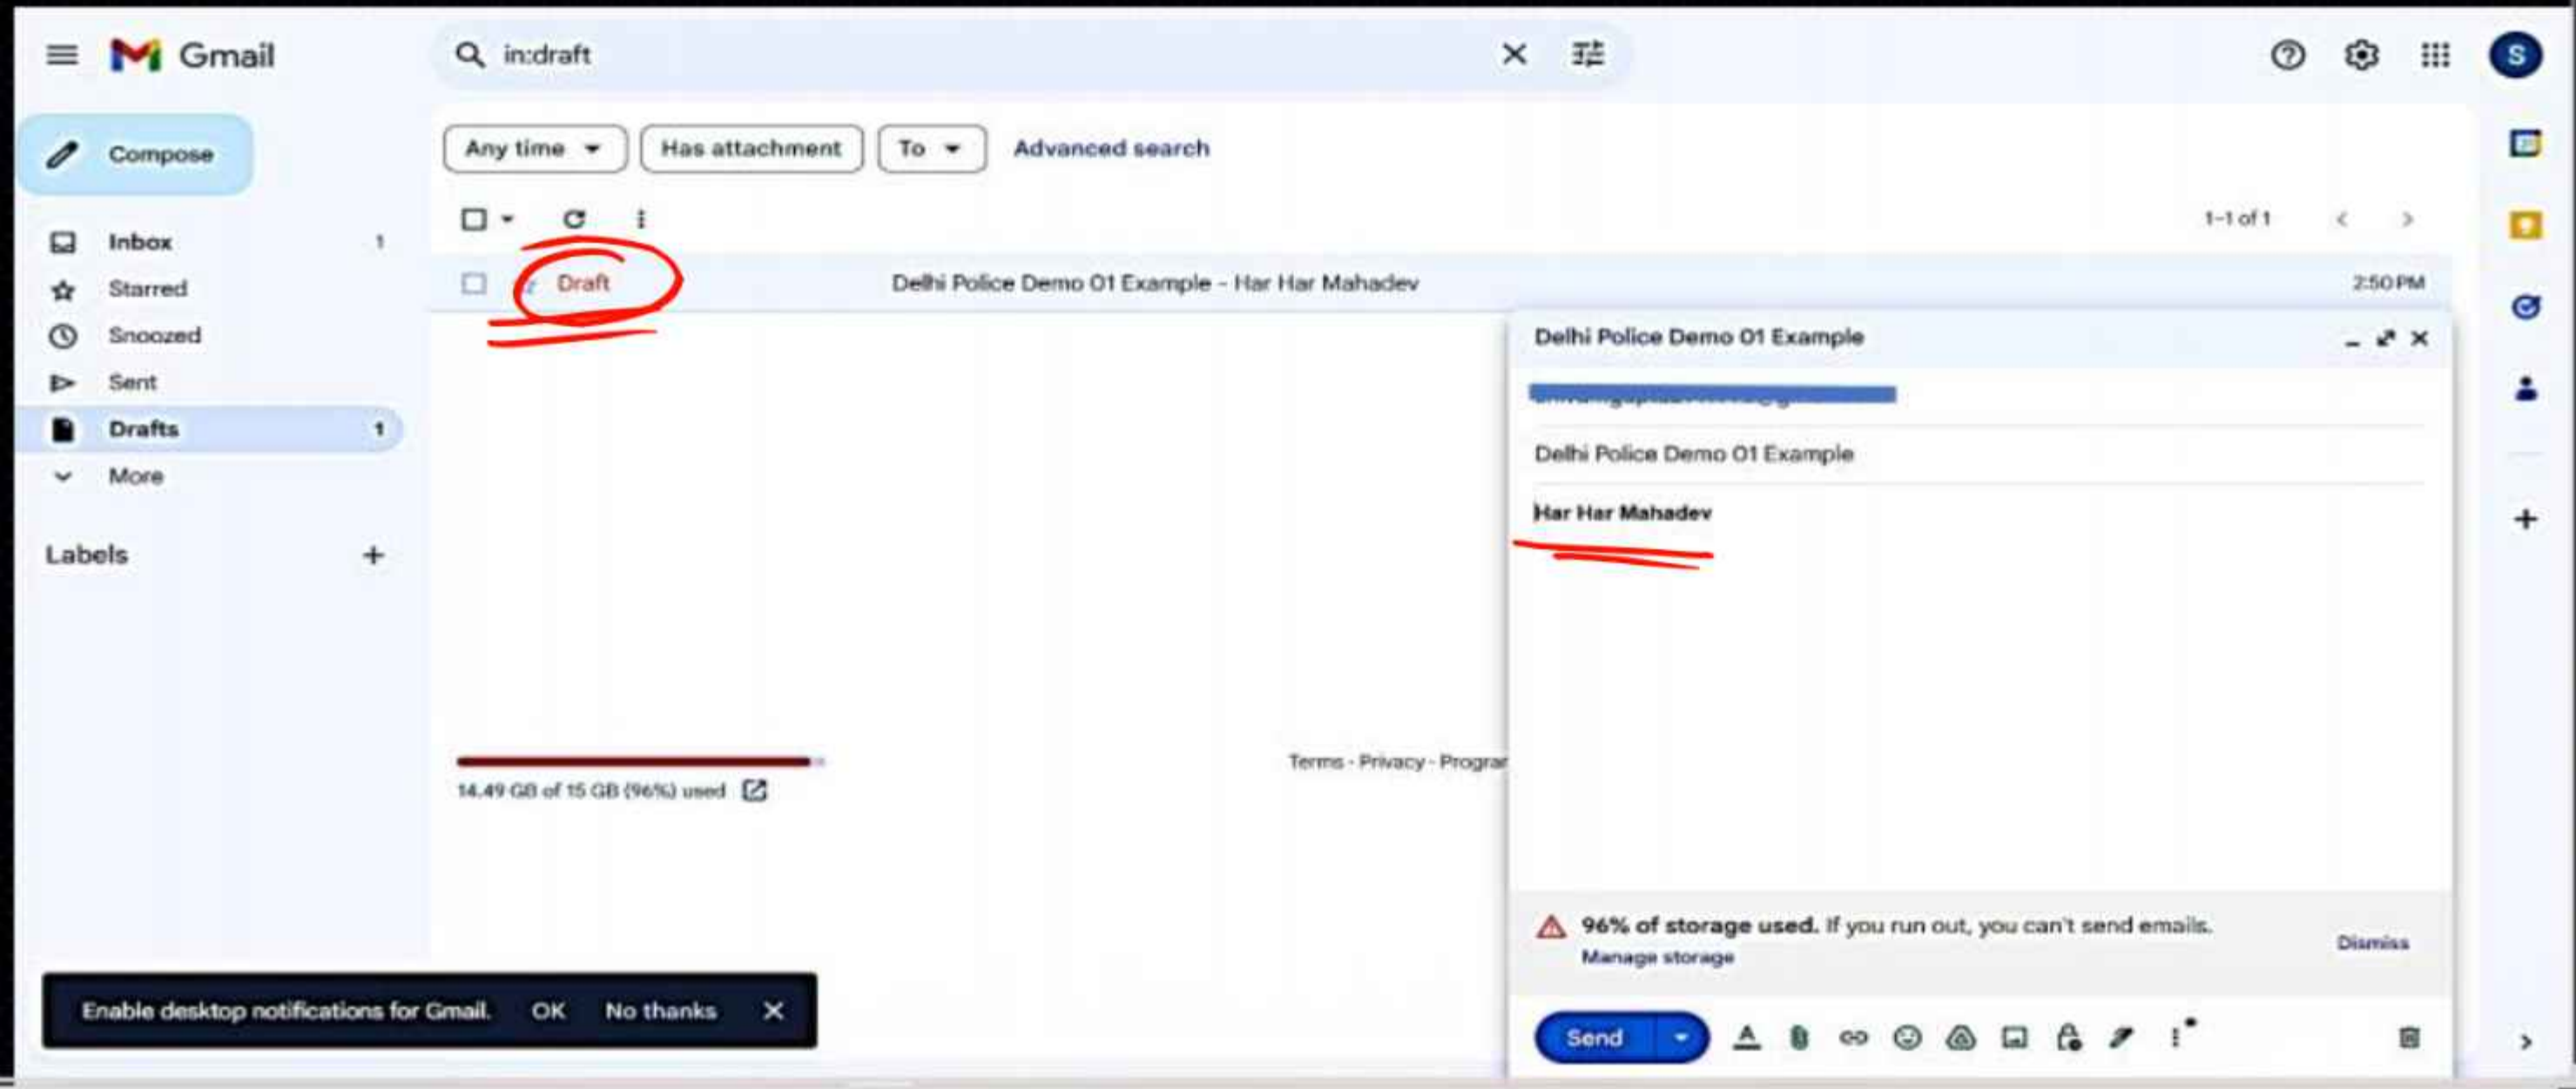 Gmail
in:draft
S
Compose
Any time
Has attachment
To
Advanced search
Inbox 1
1-1 of 1
Starred
Draft
Delhi Police Demo 01 Example - Har Har Mahadev
2:50 PM
Snoozed
Sent
Drafts 1
More
Labels
Delhi Police Demo 01 Example
Delhi Police Demo 01 Example
Har Har Mahadev
14.49 GB of 15 GB (96%) used
Terms - Privacy - Progra
96% of storage used. If you run out, you can't send emails.
Manage storage
Dismiss
Enable desktop notifications for Gmail. OK No thanks
Send